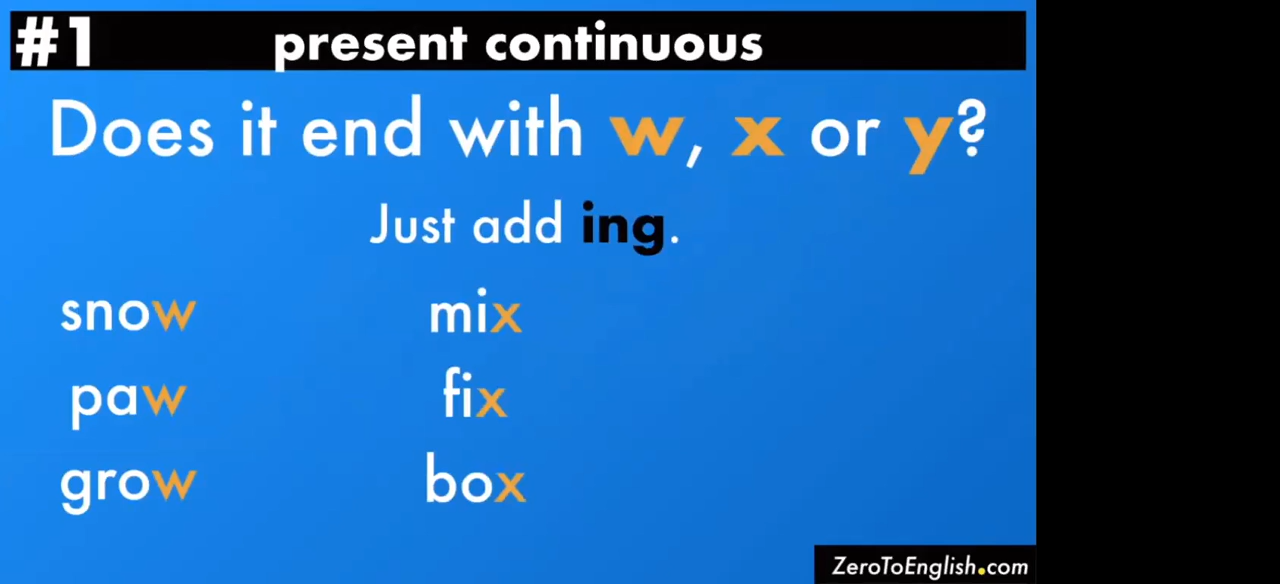 #1 present continuous
Does it end with w, x or y?
Just add ing.
snow mix
paw fix
grow box
ZeroToEnglish.com